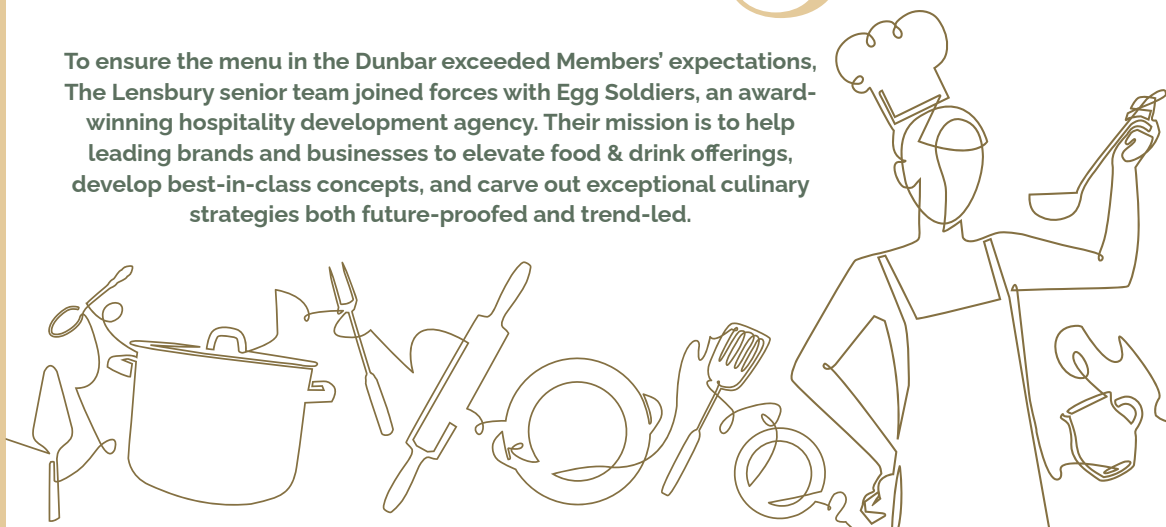 To ensure the menu in the Dunbar exceeded Members’ expectations,
The Lensbury senior team joined forces with Egg Soldiers, an award-
winning hospitality development agency. Their mission is to help
leading brands and businesses to elevate food & drink offerings,
develop best-in-class concepts, and carve out exceptional culinary
strategies both future-proofed and trend-led.